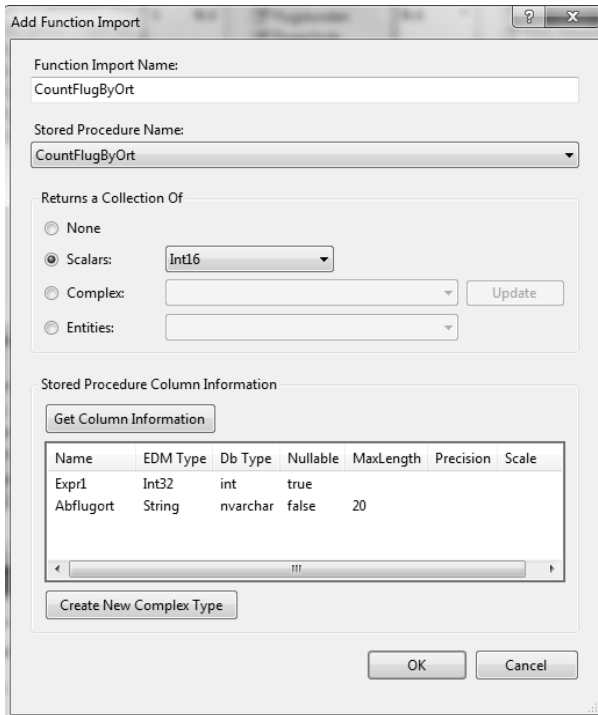 Add Function Import
Function Import Name:
CountFlugByOrt
Stored Procedure Name:
CountFlugByOrt
Returns a Collection Of
None
Scalars: Int16
Complex: Update
Entities:
Stored Procedure Column Information
Get Column Information
Name EDM Type Db Type Nullable MaxLength Precision Scale
Expr1 Int32 int true
Abflugort String nvarchar false 20
Create New Complex Type
OK Cancel